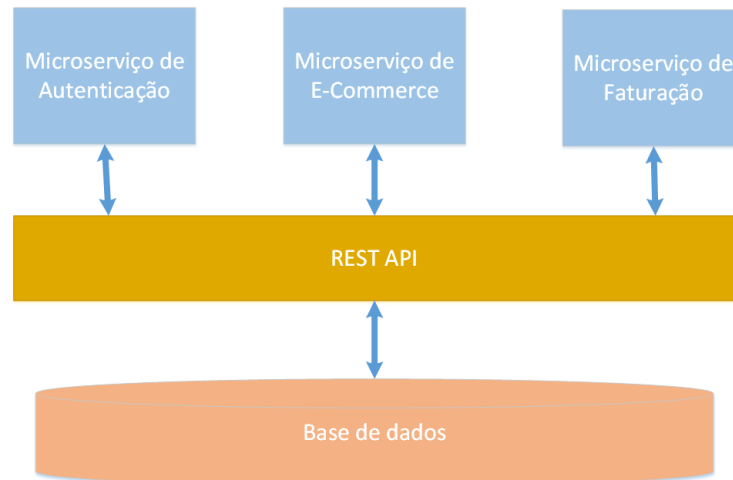 Microserviço de
Autenticação
Microserviço de
E-Commerce
Microserviço de
Faturação
REST API
Base de dados